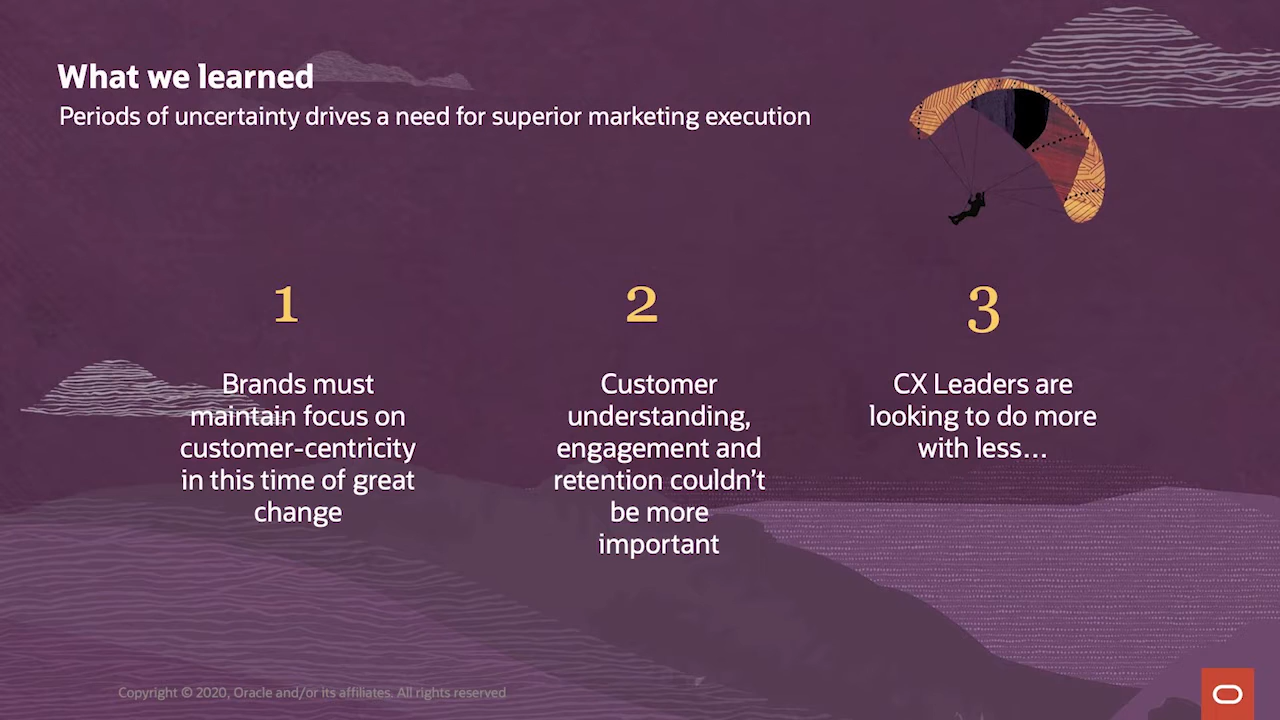 What we learned
Periods of uncertainty drives a need for superior marketing execution
1
Brands must
maintain focus on
customer-centricity
in this time of great
change
2
Customer
understanding,
engagement and
retention couldn’t
be more
important
3
CX Leaders are
looking to do more
with less...
Copyright © 2020, Oracle and/or its affiliates. All rights reserved